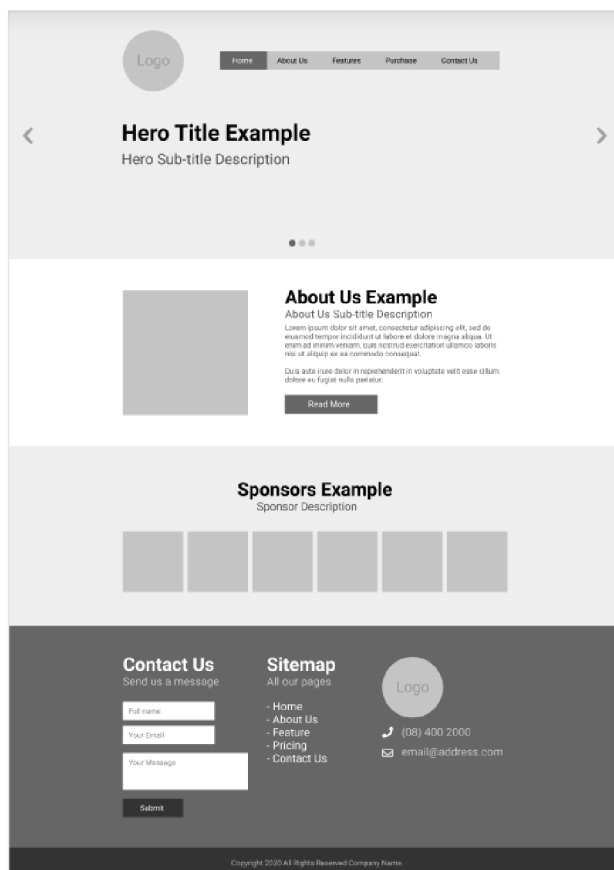 Logo
Home About Us Features Purchase Contact Us
Hero Title Example
Hero Sub-title Description
About Us Example
About Us Sub-title Description
Lorem ipsum dolor sit amet, consectetur adipiscing elit, sed do
eiusmod tempor incididunt ut labore et dolore magna aliqua. Ut
enim ad minim veniam, quis nostrud exercitation ullamco laboris
nisi ut aliquip ex ea commodo consequat.
Duis aute irure dolor in reprehenderit in voluptate velit esse cillum
dolore eu fugiat nulla pariatur.
Read More
Sponsors Example
Sponsor Description
Contact Us
Send us a message
Full name
Your Email
Your Message
Submit
Sitemap
All our pages
- Home
- About Us
- Feature
- Pricing
- Contact Us
Logo
(08) 400 2000
email@address.com
Copyright 2020 All Rights Reserved Company Name.